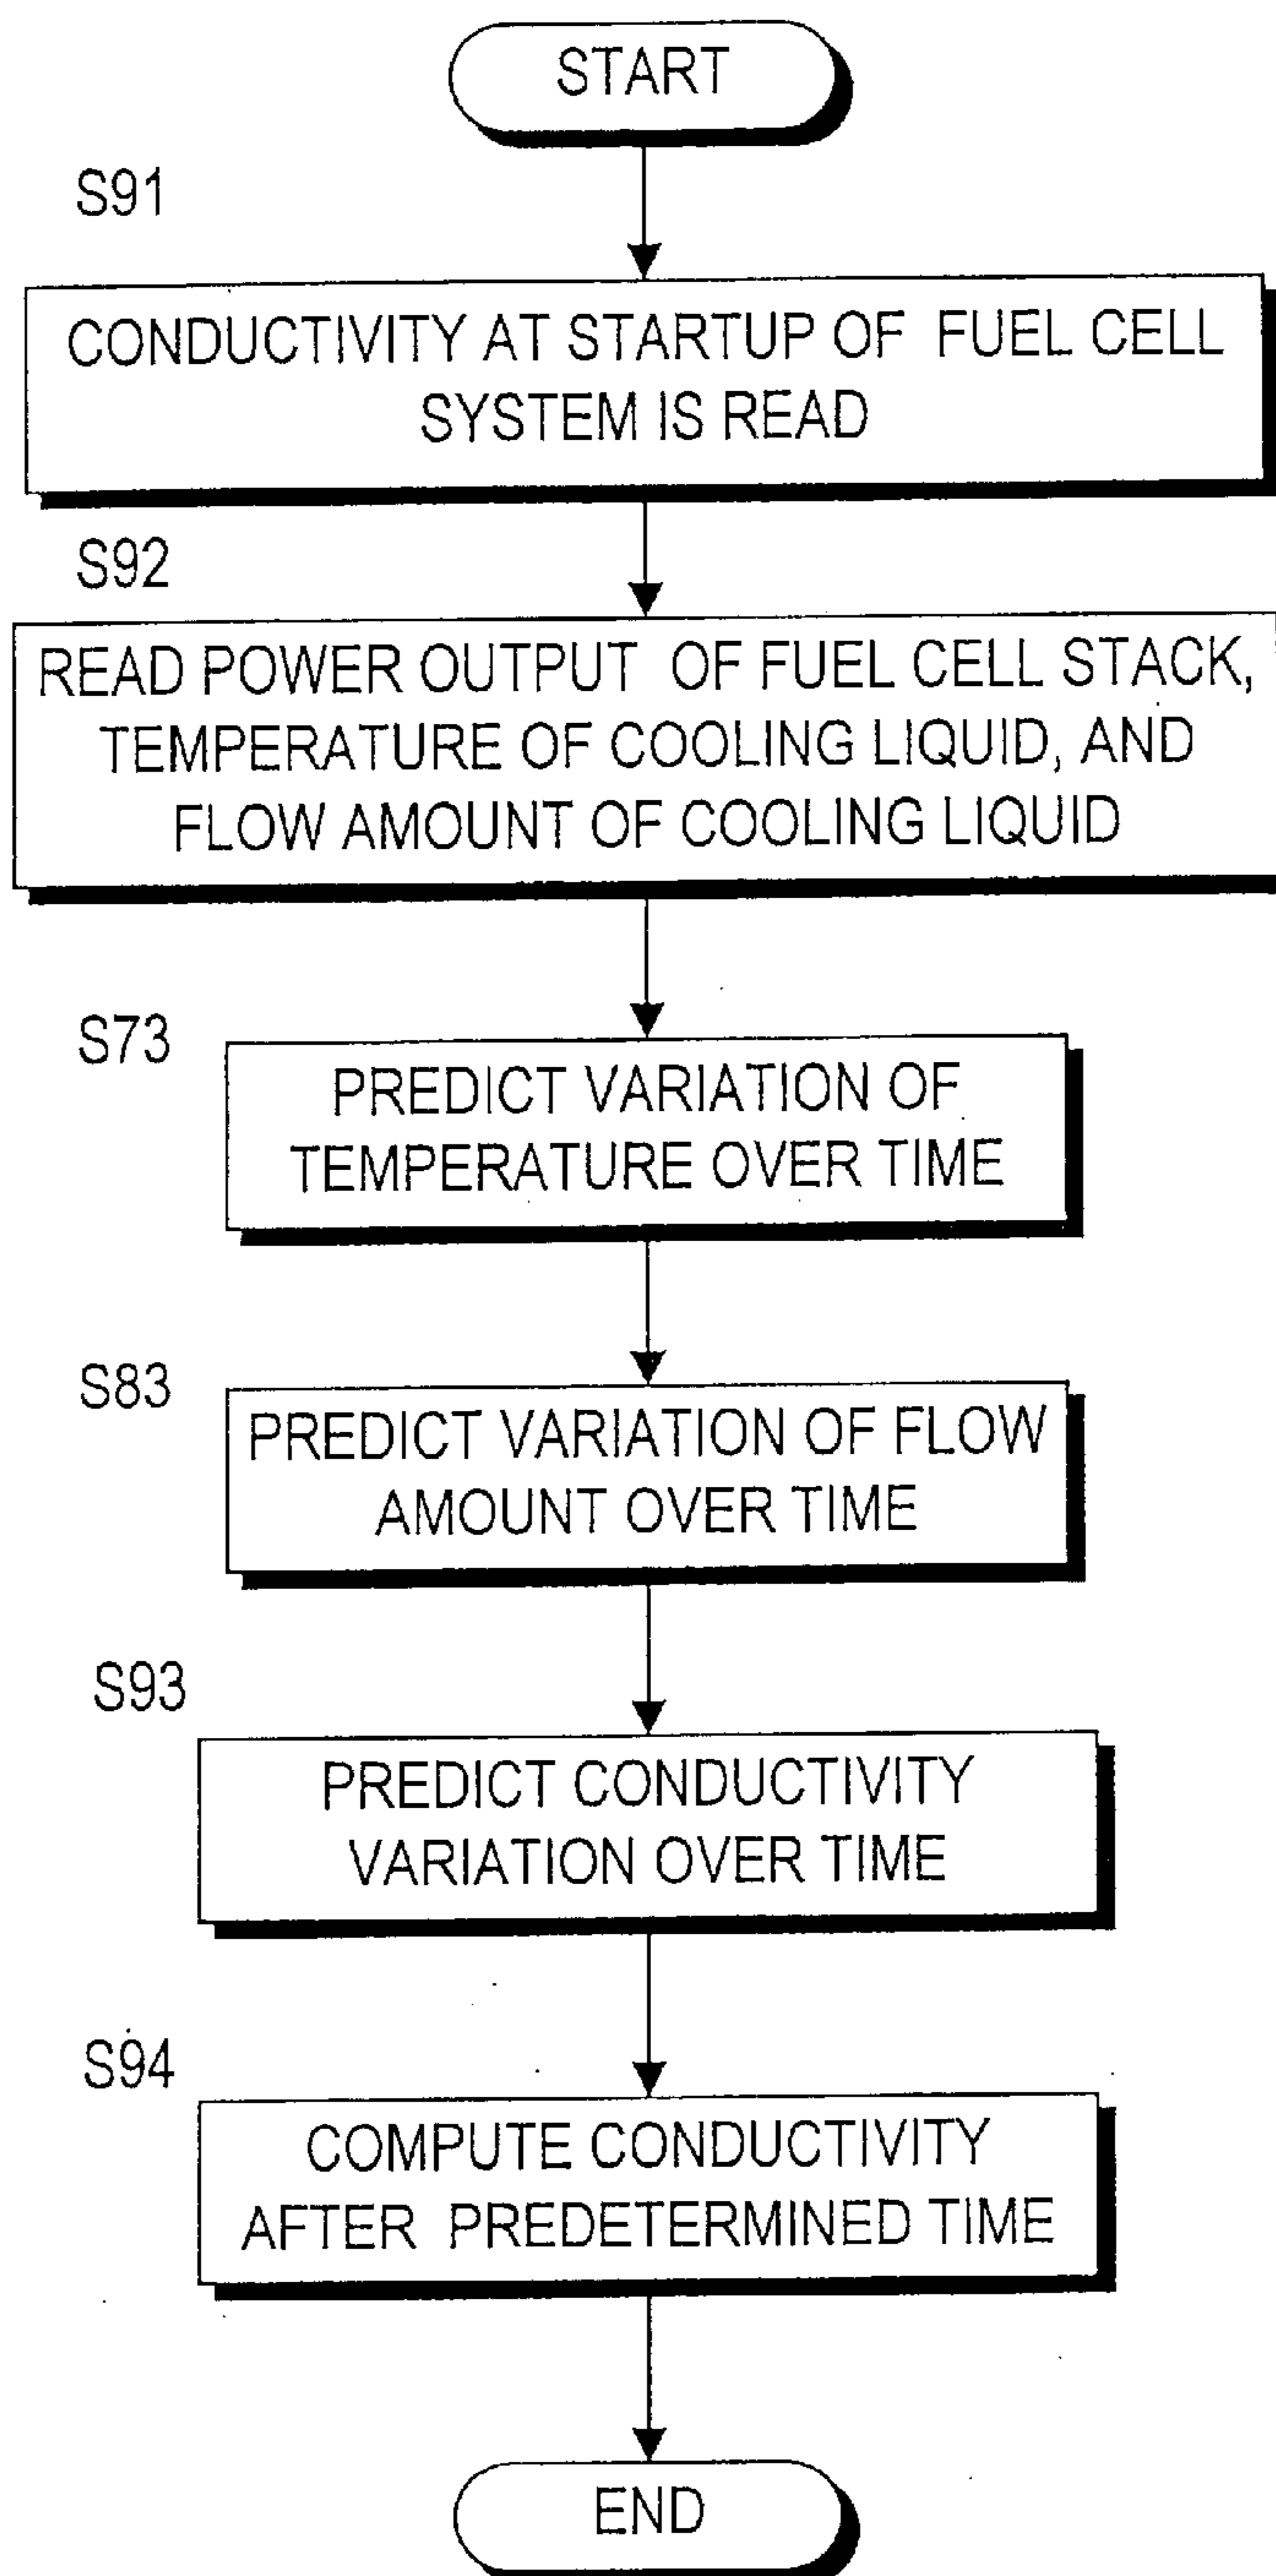 START
S91
CONDUCTIVITY AT STARTUP OF FUEL CELL
SYSTEM IS READ
S92
READ POWER OUTPUT OF FUEL CELL STACK,
TEMPERATURE OF COOLING LIQUID, AND
FLOW AMOUNT OF COOLING LIQUID
S73
PREDICT VARIATION OF
TEMPERATURE OVER TIME
S83
PREDICT VARIATION OF FLOW
AMOUNT OVER TIME
S93
PREDICT CONDUCTIVITY
VARIATION OVER TIME
S94
COMPUTE CONDUCTIVITY
AFTER PREDETERMINED TIME
END